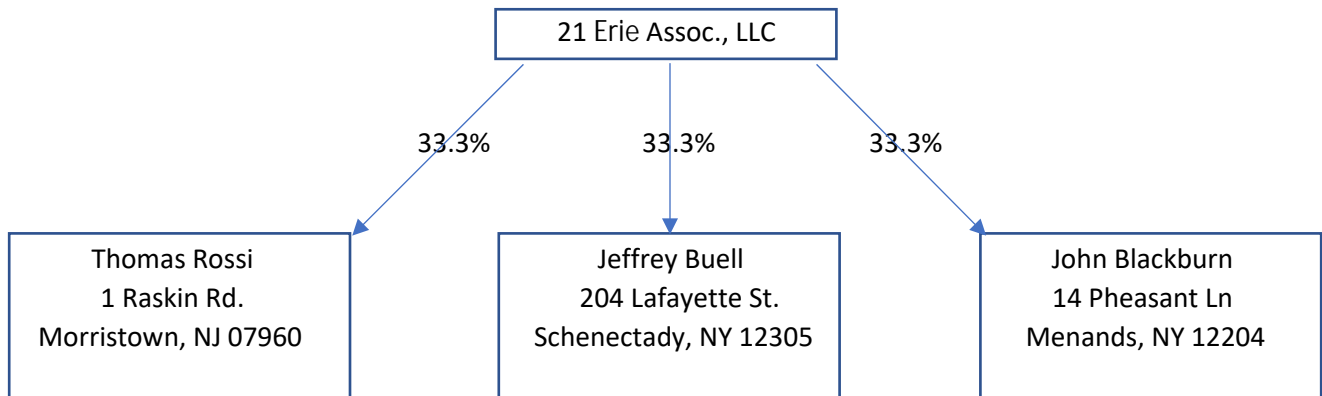 21 Erie Assoc., LLC
33.3%
33.3%
33.3%
Thomas Rossi
1 Raskin Rd.
Morristown, NJ 07960
Jeffrey Buell
204 Lafayette St.
Schenectady, NY 12305
John Blackburn
14 Pheasant Ln
Menands, NY 12204